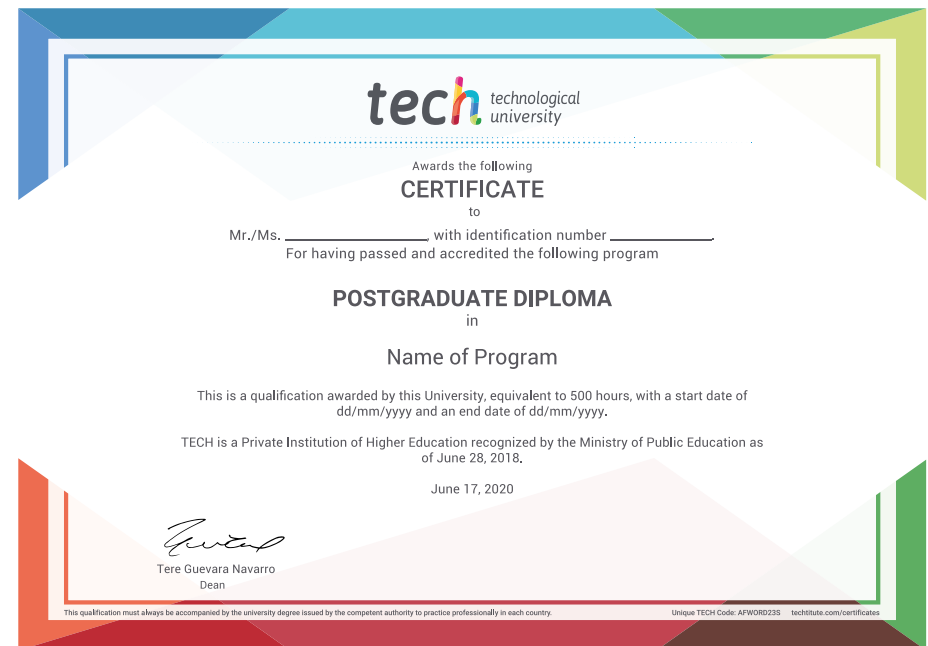 tech technological
university
Awards the following
CERTIFICATE
to
Mr./Ms. ____________________, with identification number ______________.
For having passed and accredited the following program
POSTGRADUATE DIPLOMA
in
Name of Program
This is a qualification awarded by this University, equivalent to 500 hours, with a start date of
dd/mm/yyyy and an end date of dd/mm/yyyy.
TECH is a Private Institution of Higher Education recognized by the Ministry of Public Education as
of June 28, 2018.
June 17, 2020
Tere Guevara Navarro
Dean
This qualification must always be accompanied by the university degree issued by the competent authority to practice professionally in each country. Unique TECH Code: AFWORD23S techtitute.com/certificates